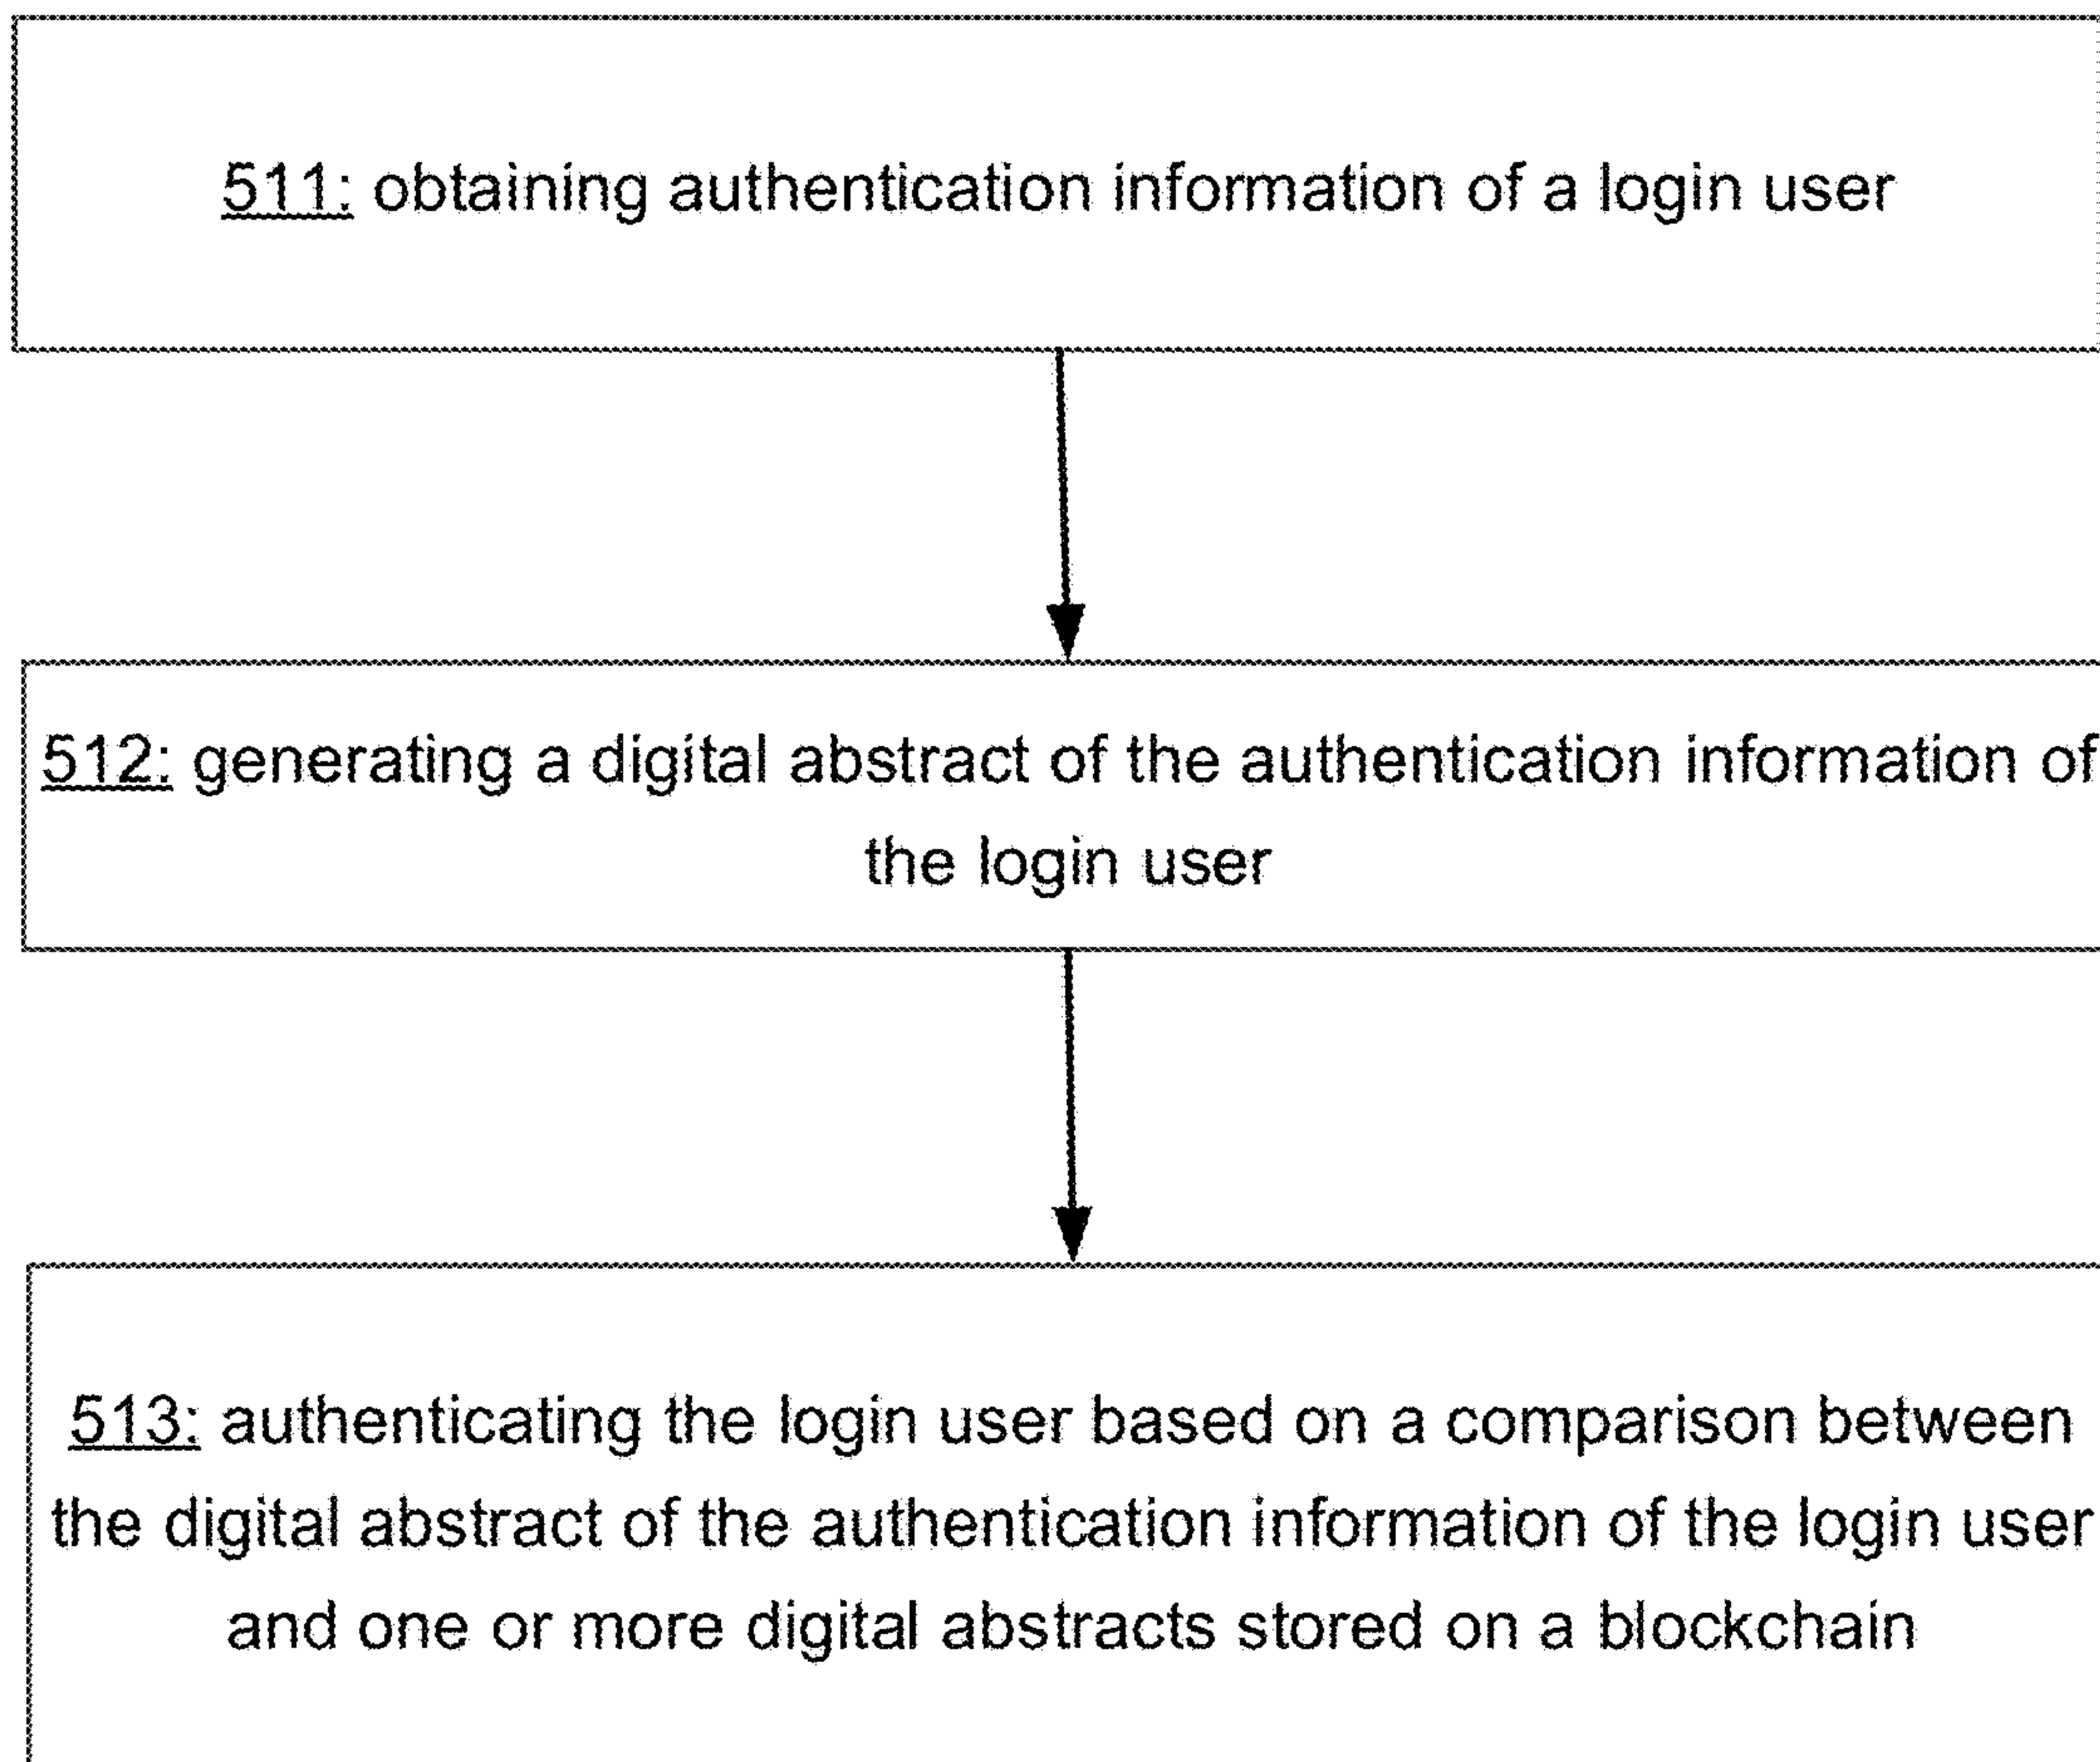 511: obtaining authentication information of a login user
512: generating a digital abstract of the authentication information of
the login user
513: authenticating the login user based on a comparison between
the digital abstract of the authentication information of the login user
and one or more digital abstracts stored on a blockchain